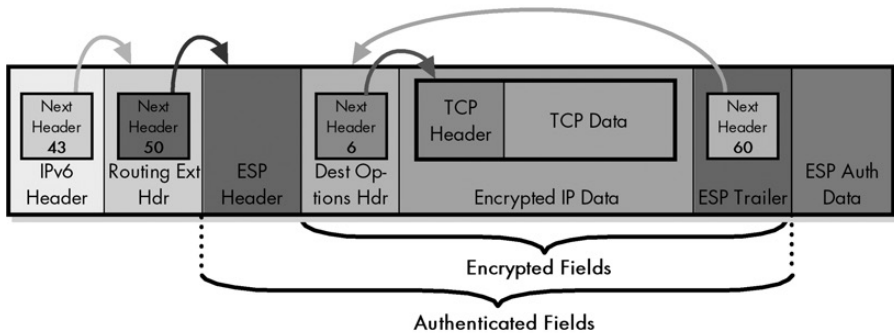 Next
Header
43
IPv6
Header
Next
Header
50
Routing Ext
Hdr
ESP
Header
Next
Header
6
Dest Op-
tions Hdr
TCP
Header
TCP Data
Encrypted IP Data
Next
Header
60
ESP Trailer
ESP Auth
Data
Encrypted Fields
Authenticated Fields